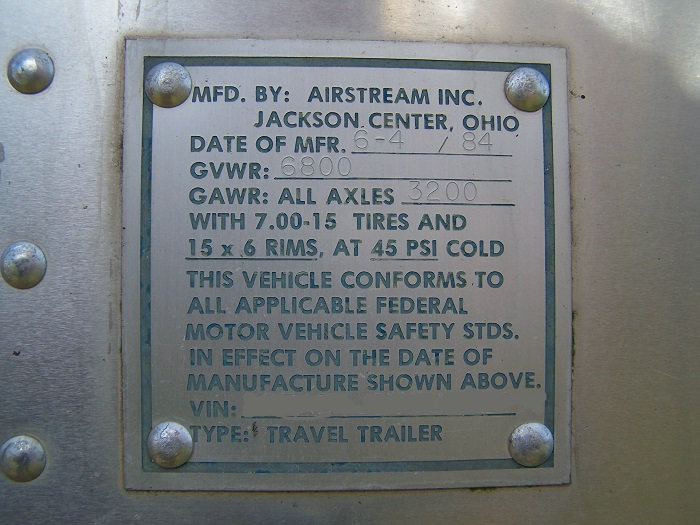 MFD. BY: AIRSTREAM INC.
JACKSON CENTER, OHIO
DATE OF MFR. 6-4 / 84
GVWR: 6800
GAWR: ALL AXLES 3200
WITH 7.00-15 TIRES AND
15 x 6 RIMS, AT 45 PSI COLD
THIS VEHICLE CONFORMS TO
ALL APPLICABLE FEDERAL
MOTOR VEHICLE SAFETY STDS.
IN EFFECT ON THE DATE OF
MANUFACTURE SHOWN ABOVE.
VIN:
TYPE: TRAVEL TRAILER